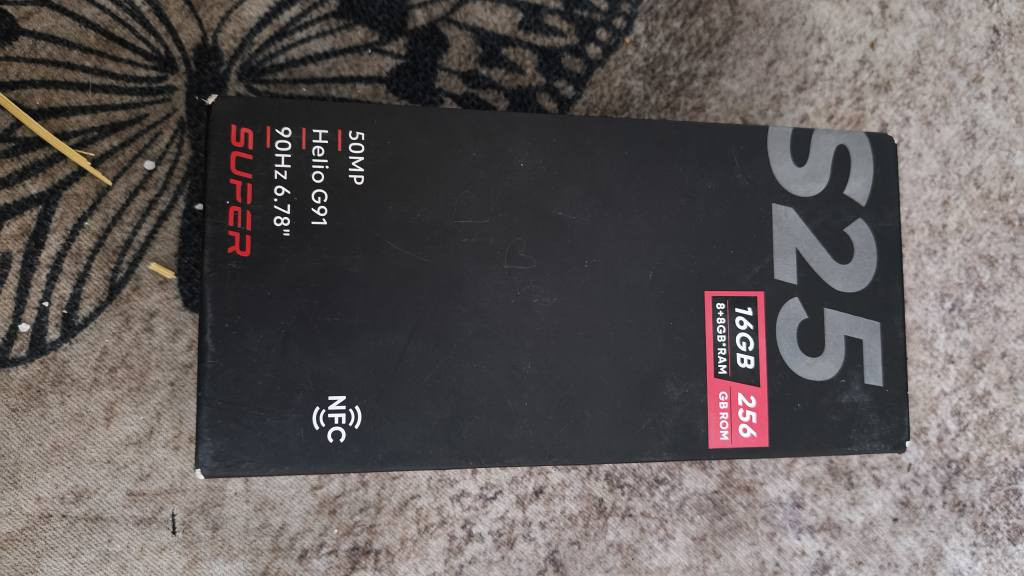 S25
16GB 256
8+8GB*RAM GB ROM
50MP
Helio G91
90Hz 6.78"
SUPER
NFC